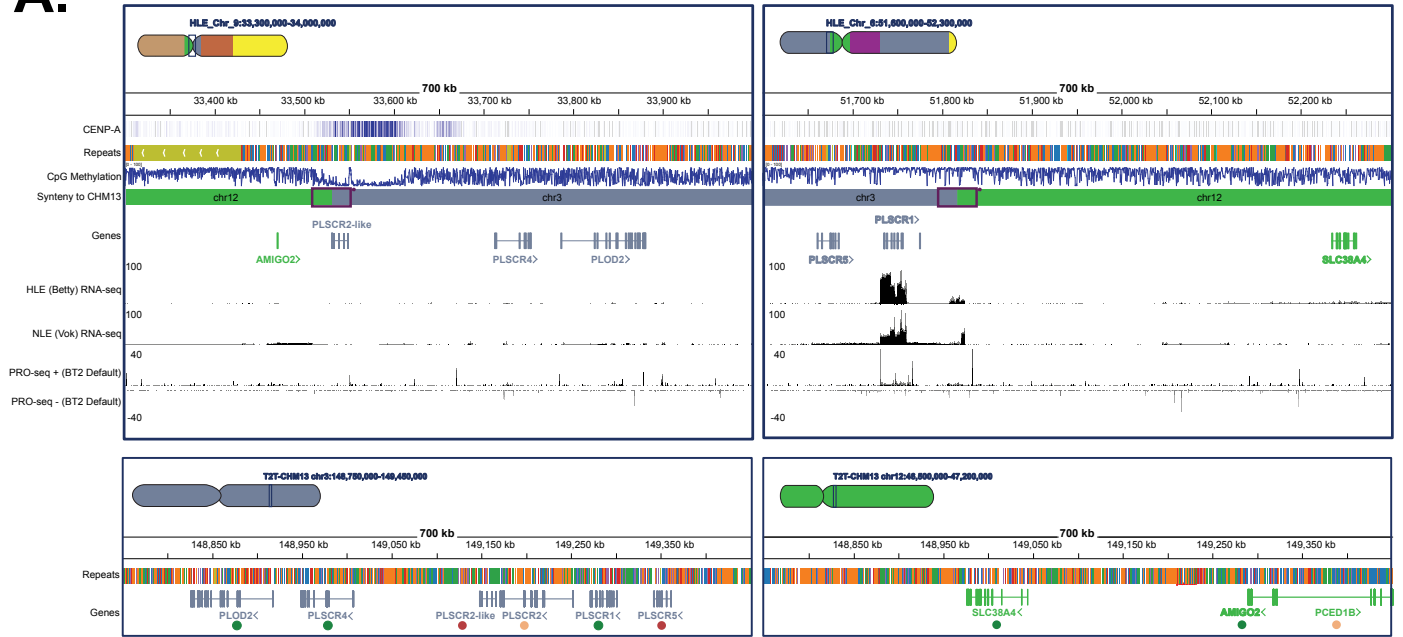 A.
HLE_Chr_9:33,300,000-34,000,000
700 kb
33,400 kb 33,500 kb 33,600 kb 33,700 kb 33,800 kb 33,900 kb
CENP-A
Repeats
[0 - 100]
CpG Methylation
Synteny to CHM13
chr12 chr3
Genes
PLSCR2-like
AMIGO2> PLSCR4> PLOD2>
100
HLE (Betty) RNA-seq
100
NLE (Vok) RNA-seq
40
PRO-seq + (BT2 Default)
PRO-seq - (BT2 Default)
-40
HLE_Chr_6:51,600,000-52,300,000
700 kb
51,700 kb 51,800 kb 51,900 kb 52,000 kb 52,100 kb 52,200 kb
[0 - 100]
chr3 chr12
PLSCR1>
PLSCR5> SLC38A4>
100
100
40
-40
T2T-CHM13 chr3:148,750,000-149,450,000
700 kb
148,850 kb 148,950 kb 149,050 kb 149,150 kb 149,250 kb 149,350 kb
Repeats
Genes
PLOD2< PLSCR4< PLSCR2-like PLSCR2< PLSCR1< PLSCR5<
T2T-CHM13 chr12:46,500,000-47,200,000
700 kb
148,850 kb 148,950 kb 149,050 kb 149,150 kb 149,250 kb 149,350 kb
SLC38A4< AMIGO2< PCED1B>